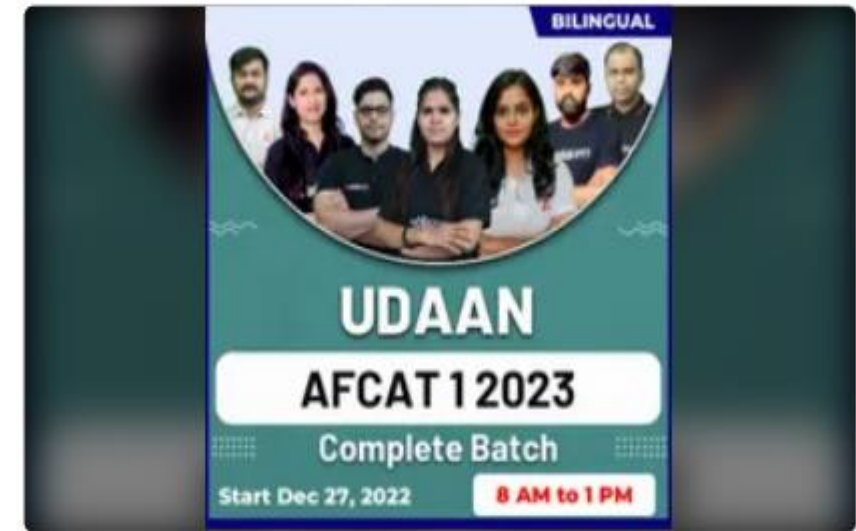 BILINGUAL
UDAAN
AFCAT 1 2023
Complete Batch
Start Dec 27, 2022
8 AM to 1 PM